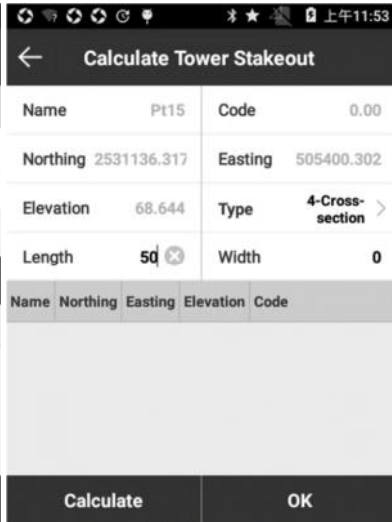 上午11:53
Calculate Tower Stakeout
Name Pt15 Code 0.00
Northing 2531136.317 Easting 505400.302
Elevation 68.644 Type 4-Cross-
section
Length 50 Width 0
Name Northing Easting Elevation Code
Calculate OK